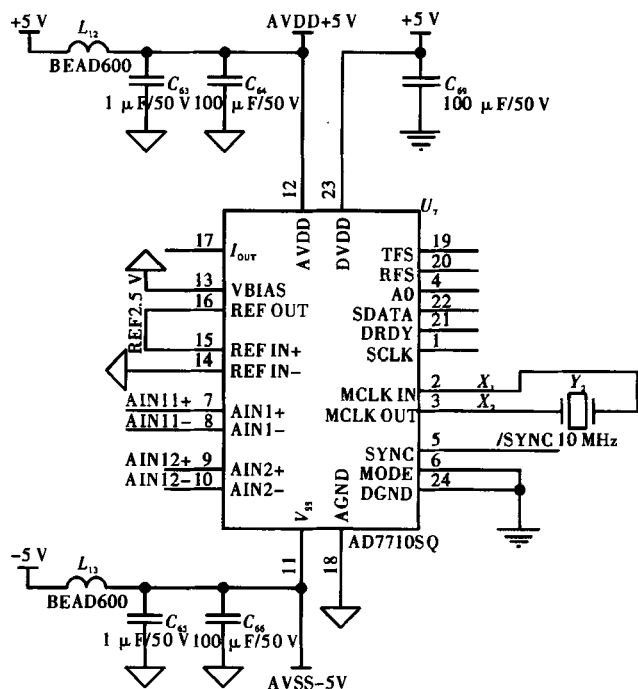 +5 V
L12
BEAD600
AVDD+5V
+5 V
C63
1 μF/50 V
C64
100 μF/50 V
C69
100 μF/50 V
12
23
U7
AVDD
DVDD
17
IOUT
13
VBIAS
16
REF OUT
REF2.5 V
15
REF IN+
14
REF IN-
AIN11+ 7
AIN1+
AIN11- 8
AIN1-
AIN12+ 9
AIN2+
AIN12- 10
AIN2-
TFS
19
RFS
20
A0
4
SDATA
22
DRDY
21
SCLK
1
MCLK IN
2
X1
Y2
MCLK OUT
3
X2
SYNC
5
/SYNC 10 MHz
MODE
6
DGND
24
VSS
AGND
AD7710SQ
11
18
-5 V
L13
BEAD600
C65
1 μF/50 V
C66
100 μF/50 V
AVSS-5V